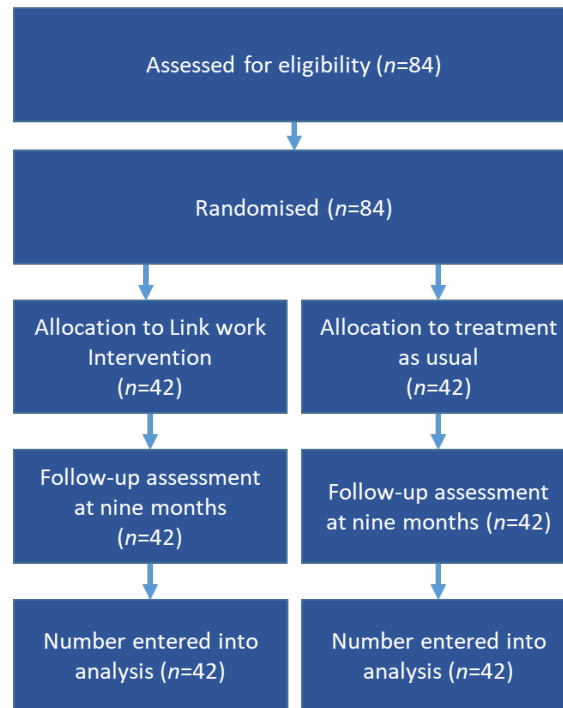 Assessed for eligibility (n=84)
Randomised (n=84)
Allocation to Link work
Intervention
(n=42)
Allocation to treatment
as usual
(n=42)
Follow-up assessment
at nine months
(n=42)
Follow-up assessment
at nine months (n=42)
Number entered into
analysis (n=42)
Number entered into
analysis (n=42)